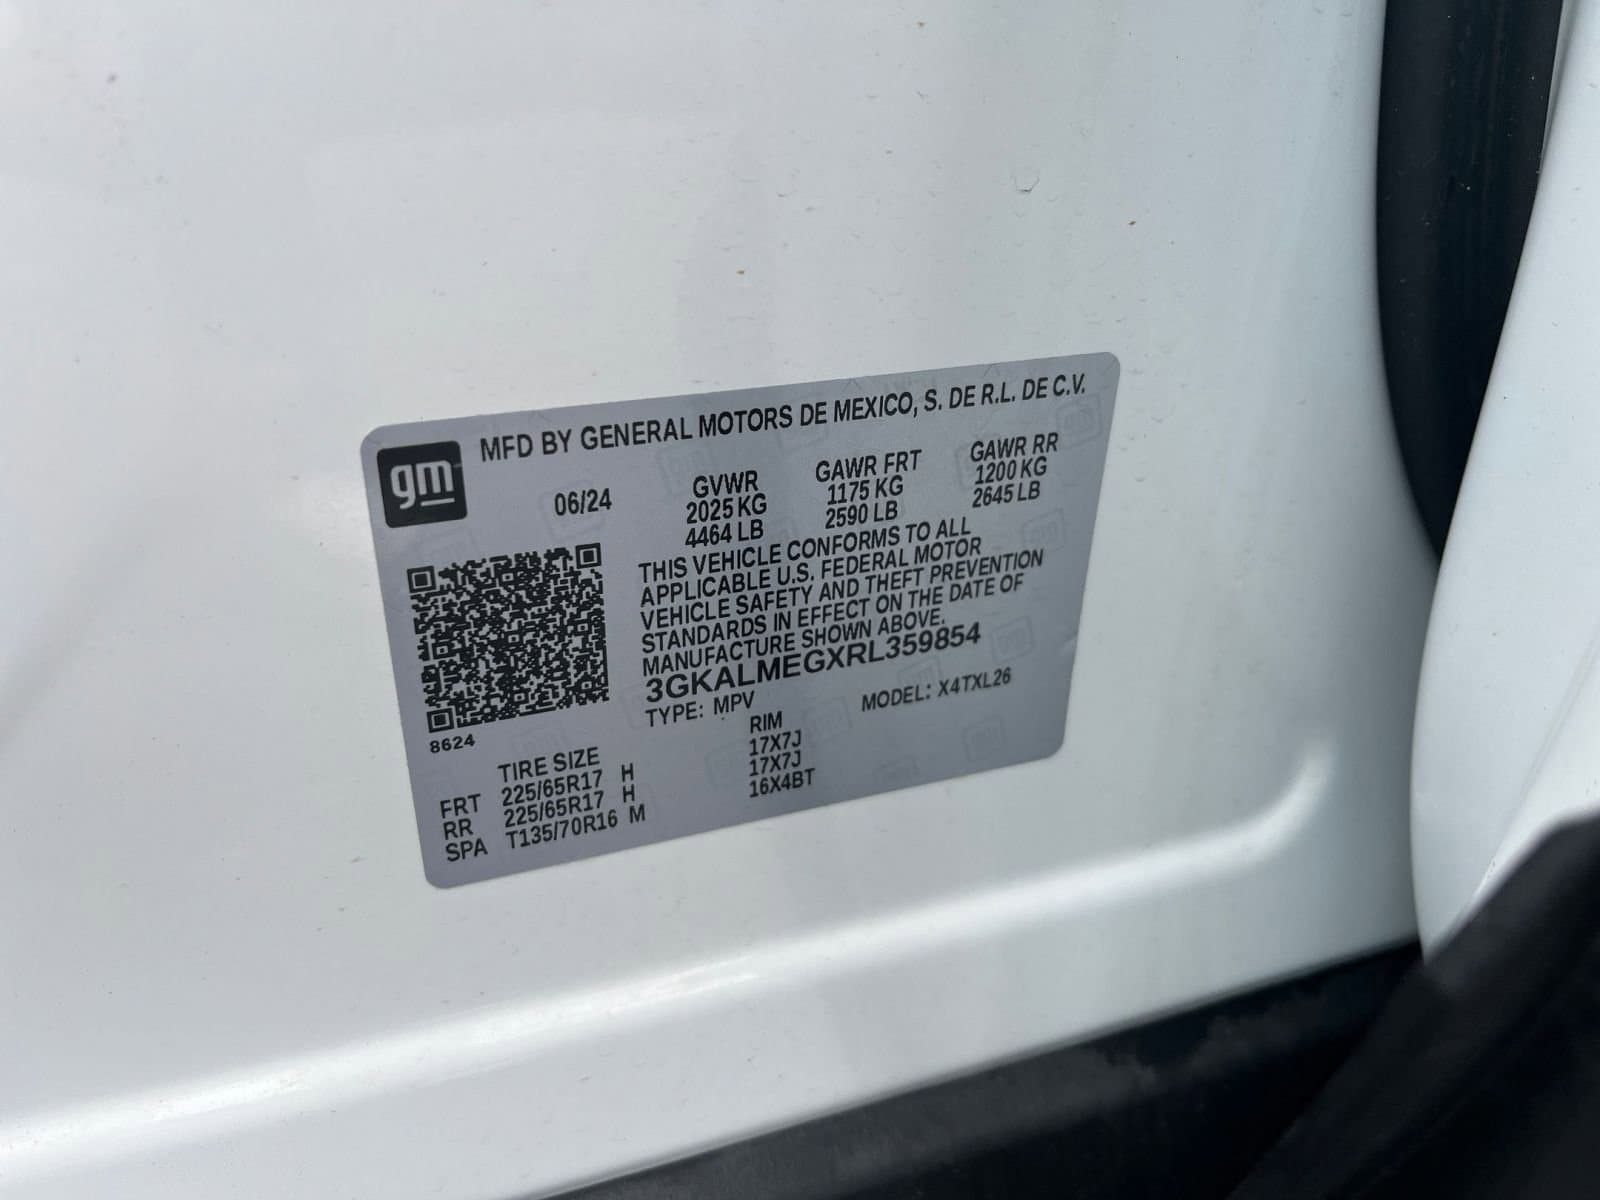 MFD BY GENERAL MOTORS DE MEXICO, S. DE R.L. DE C.V.
gm
06/24 GVWR GAWR FRT GAWR RR
2025 KG 1175 KG 1200 KG
4464 LB 2590 LB 2645 LB
THIS VEHICLE CONFORMS TO ALL
APPLICABLE U.S. FEDERAL MOTOR
VEHICLE SAFETY AND THEFT PREVENTION
STANDARDS IN EFFECT ON THE DATE OF
MANUFACTURE SHOWN ABOVE.
3GKALMEGXRL359854
TYPE: MPV MODEL: X4TXL26
8624
TIRE SIZE RIM
FRT 225/65R17 H 17X7J
RR 225/65R17 H 17X7J
SPA T135/70R16 M 16X4BT